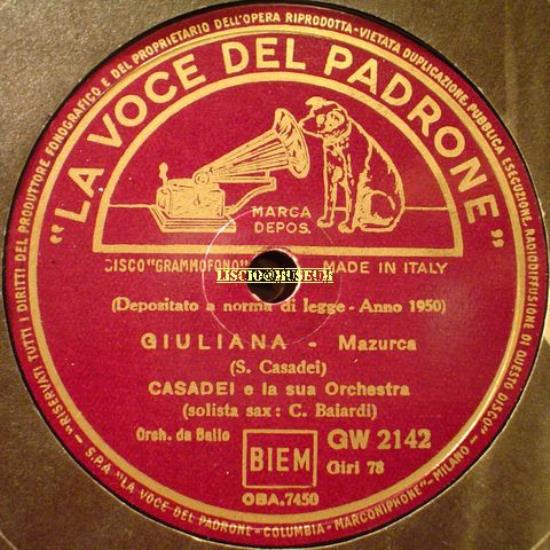 "RISERVATI TUTTI I DIRITTI DEL PRODUTTORE FONOGRAFICO E DEL PROPRIETARIO DELL'OPERA RIPRODOTTA - VIETATA DUPLICAZIONE, PUBBLICA ESECUZIONE, RADIODIFFUSIONE DI QUESTO DISCO"
"LA VOCE DEL PADRONE"
MARCA
DEPOS.
DISCO "GRAMMOFONO" MADE IN ITALY
LISCIO@MUSEUM
(Depositato a norma di legge - Anno 1950)
GIULIANA - Mazurca
(S. Casadei)
CASADEI e la sua Orchestra
(solista sax: C. Baiardi)
Orch. da Ballo BIEM GW 2142
Giri 78
OBA.7450
S.P.A "LA VOCE DEL PADRONE - COLUMBIA - MARCONIPHONE" - MILANO